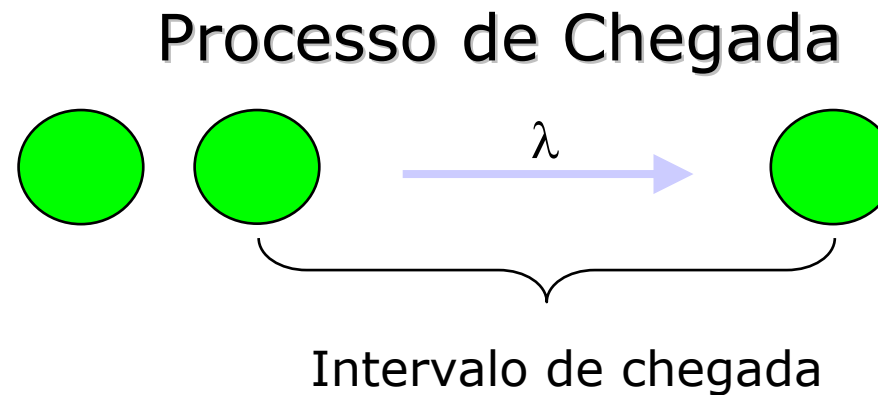 Processo de Chegada
λ
Intervalo de chegada